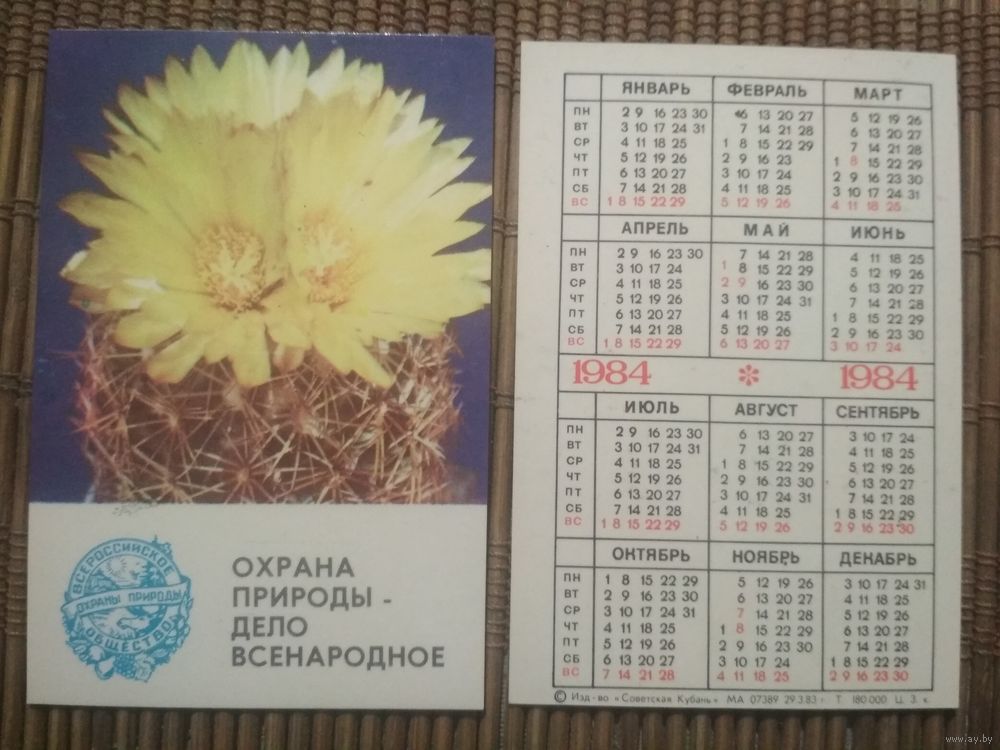 ВСЕРОССИЙСКОЕ
ОХРАНЫ ПРИРОДЫ
ОБЩЕСТВО
ОХРАНА
ПРИРОДЫ -
ДЕЛО
ВСЕНАРОДНОЕ
ЯНВАРЬ ФЕВРАЛЬ МАРТ
ПН 2 9 16 23 30 6 13 20 27 5 12 19 26
ВТ 3 10 17 24 31 7 14 21 28 6 13 20 27
СР 4 11 18 25 1 8 15 22 29 7 14 21 28
ЧТ 5 12 19 26 2 9 16 23 1 8 15 22 29
ПТ 6 13 20 27 3 10 17 24 2 9 16 23 30
СБ 7 14 21 28 4 11 18 25 3 10 17 24 31
ВС 1 8 15 22 29 5 12 19 26 4 11 18 25
АПРЕЛЬ МАЙ ИЮНЬ
ПН 2 9 16 23 30 7 14 21 28 4 11 18 25
ВТ 3 10 17 24 1 8 15 22 29 5 12 19 26
СР 4 11 18 25 2 9 16 23 30 6 13 20 27
ЧТ 5 12 19 26 3 10 17 24 31 7 14 21 28
ПТ 6 13 20 27 4 11 18 25 1 8 15 22 29
СБ 7 14 21 28 5 12 19 26 2 9 16 23 30
ВС 1 8 15 22 29 6 13 20 27 3 10 17 24
1984 1984
ИЮЛЬ АВГУСТ СЕНТЯБРЬ
ПН 2 9 16 23 30 6 13 20 27 3 10 17 24
ВТ 3 10 17 24 31 7 14 21 28 4 11 18 25
СР 4 11 18 25 1 8 15 22 29 5 12 19 26
ЧТ 5 12 19 26 2 9 16 23 30 6 13 20 27
ПТ 6 13 20 27 3 10 17 24 31 7 14 21 28
СБ 7 14 21 28 4 11 18 25 1 8 15 22 29
ВС 1 8 15 22 29 5 12 19 26 2 9 16 23 30
ОКТЯБРЬ НОЯБРЬ ДЕКАБРЬ
ПН 1 8 15 22 29 5 12 19 26 3 10 17 24 31
ВТ 2 9 16 23 30 6 13 20 27 4 11 18 25
СР 3 10 17 24 31 7 14 21 28 5 12 19 26
ЧТ 4 11 18 25 1 8 15 22 29 6 13 20 27
ПТ 5 12 19 26 2 9 16 23 30 7 14 21 28
СБ 6 13 20 27 3 10 17 24 1 8 15 22 29
ВС 7 14 21 28 4 11 18 25 2 9 16 23 30
© Изд-во «Советская Кубань» МА 07389 29.3.83 г Т 180 000 Ц. 3. к.
www.ay.by